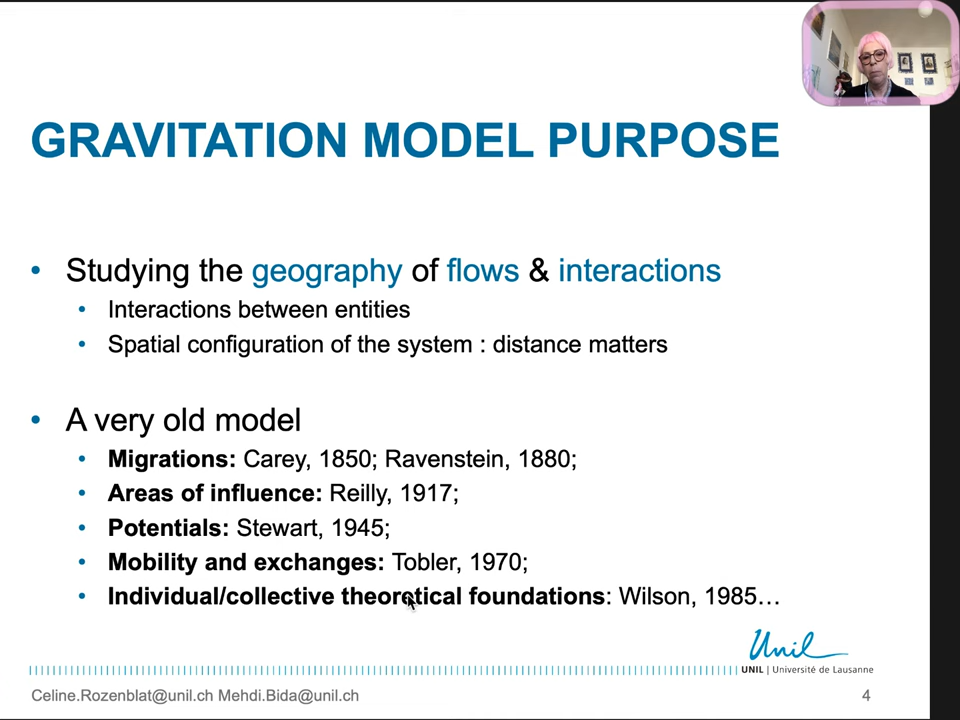 GRAVITATION MODEL PURPOSE
• Studying the geography of flows & interactions
• Interactions between entities
• Spatial configuration of the system : distance matters
• A very old model
• Migrations: Carey, 1850; Ravenstein, 1880;
• Areas of influence: Reilly, 1917;
• Potentials: Stewart, 1945;
• Mobility and exchanges: Tobler, 1970;
• Individual/collective theoretical foundations: Wilson, 1985…
Unil
UNIL | Université de Lausanne
Celine.Rozenblat@unil.ch Mehdi.Bida@unil.ch
4